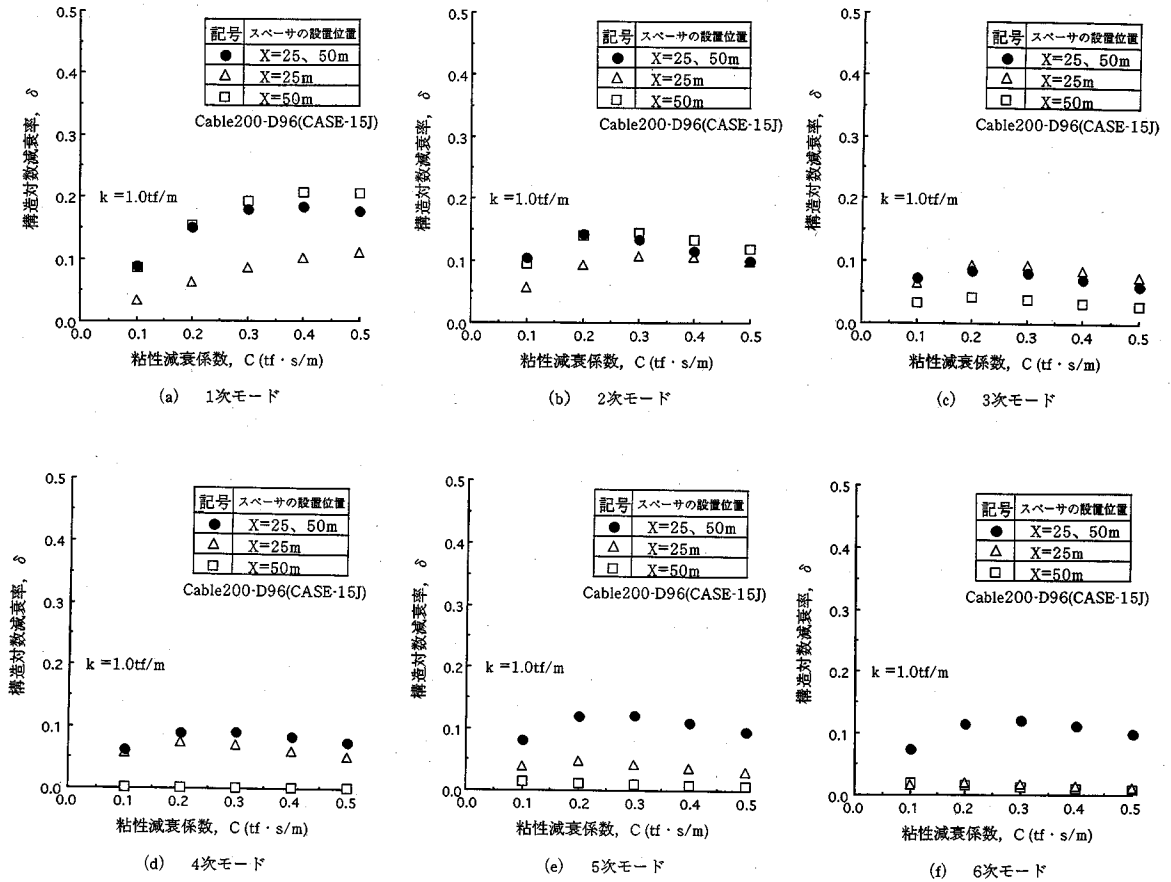 構造対数減衰率, δ
0.5
0.4
0.3
0.2
0.1
0.0
記号 スペーサの設置位置
● X=25、50m
△ X=25m
□ X=50m
Cable200-D96(CASE-15J)
k =1.0tf/m
0.0 0.1 0.2 0.3 0.4 0.5
粘性減衰係数, C (tf・s/m)
(a) 1次モード
構造対数減衰率, δ
0.5
0.4
0.3
0.2
0.1
0.0
記号 スペーサの設置位置
● X=25、50m
△ X=25m
□ X=50m
Cable200-D96(CASE-15J)
k =1.0tf/m
0.0 0.1 0.2 0.3 0.4 0.5
粘性減衰係数, C (tf・s/m)
(b) 2次モード
構造対数減衰率, δ
0.5
0.4
0.3
0.2
0.1
0.0
記号 スペーサの設置位置
● X=25、50m
△ X=25m
□ X=50m
Cable200-D96(CASE-15J)
k =1.0tf/m
0.0 0.1 0.2 0.3 0.4 0.5
粘性減衰係数, C (tf・s/m)
(c) 3次モード
構造対数減衰率, δ
0.5
0.4
0.3
0.2
0.1
0.0
記号 スペーサの設置位置
● X=25、50m
△ X=25m
□ X=50m
Cable200-D96(CASE-15J)
k =1.0tf/m
0.0 0.1 0.2 0.3 0.4 0.5
粘性減衰係数, C (tf・s/m)
(d) 4次モード
構造対数減衰率, δ
0.5
0.4
0.3
0.2
0.1
0.0
記号 スペーサの設置位置
● X=25、50m
△ X=25m
□ X=50m
Cable200-D96(CASE-15J)
k =1.0tf/m
0.0 0.1 0.2 0.3 0.4 0.5
粘性減衰係数, C (tf・s/m)
(e) 5次モード
構造対数減衰率, δ
0.5
0.4
0.3
0.2
0.1
0.0
記号 スペーサの設置位置
● X=25、50m
△ X=25m
□ X=50m
Cable200-D96(CASE-15J)
k =1.0tf/m
0.0 0.1 0.2 0.3 0.4 0.5
粘性減衰係数, C (tf・s/m)
(f) 6次モード